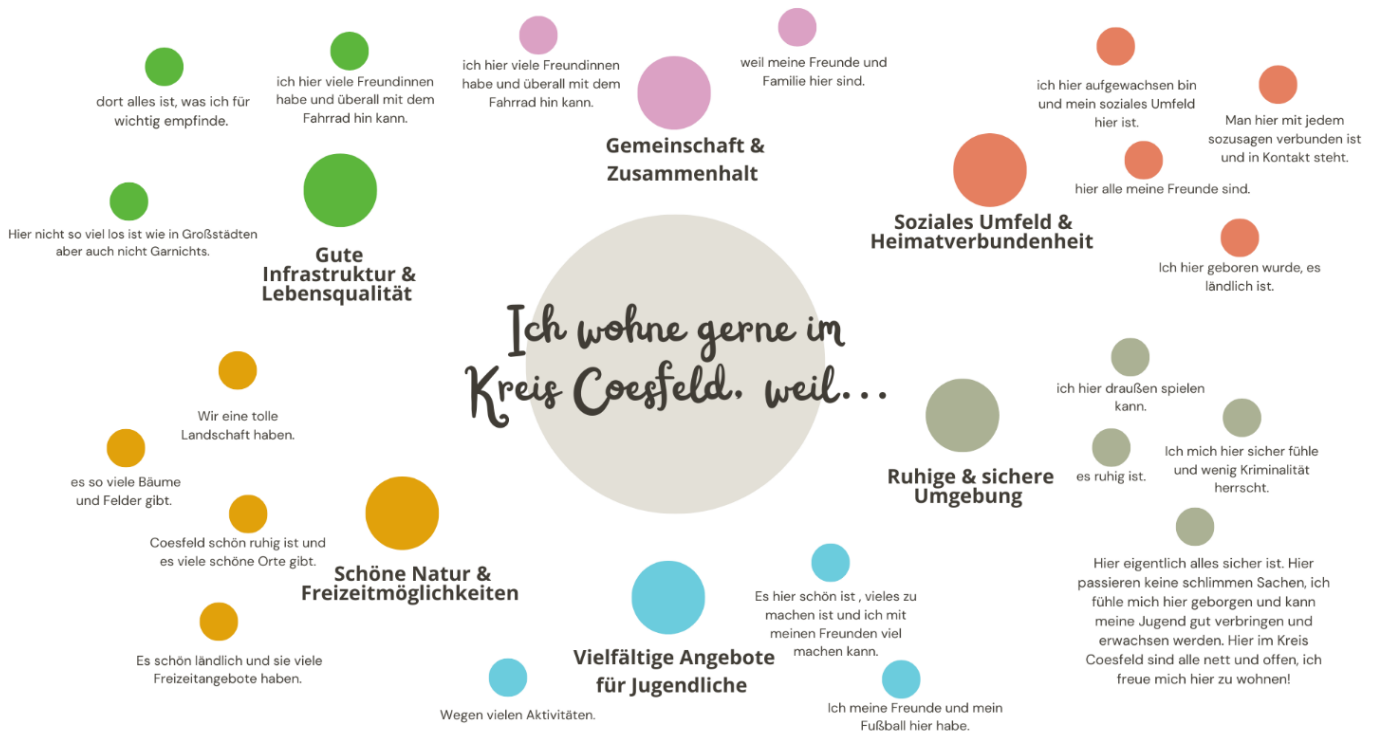 dort alles ist, was ich für
wichtig empfinde.
ich hier viele Freundinnen
habe und überall mit dem
Fahrrad hin kann.
Hier nicht so viel los ist wie in Großstädten
aber auch nicht Garnichts.
Gute
Infrastruktur &
Lebensqualität
ich hier viele Freundinnen
habe und überall mit dem
Fahrrad hin kann.
weil meine Freunde und
Familie hier sind.
Gemeinschaft &
Zusammenhalt
ich hier aufgewachsen bin
und mein soziales Umfeld
hier ist.
Man hier mit jedem
sozusagen verbunden ist
und in Kontakt steht.
hier alle meine Freunde sind.
Soziales Umfeld &
Heimatverbundenheit
Ich hier geboren wurde, es
ländlich ist.
Ich wohne gerne im
Kreis Coesfeld, weil...
Wir eine tolle
Landschaft haben.
es so viele Bäume
und Felder gibt.
Coesfeld schön ruhig ist und
es viele schöne Orte gibt.
Schöne Natur &
Freizeitmöglichkeiten
Es schön ländlich und sie viele
Freizeitangebote haben.
ich hier draußen spielen
kann.
Ich mich hier sicher fühle
und wenig Kriminalität
herrscht.
es ruhig ist.
Ruhige & sichere
Umgebung
Hier eigentlich alles sicher ist. Hier
passieren keine schlimmen Sachen, ich
fühle mich hier geborgen und kann
meine Jugend gut verbringen und
erwachsen werden. Hier im Kreis
Coesfeld sind alle nett und offen, ich
freue mich hier zu wohnen!
Es hier schön ist , vieles zu
machen ist und ich mit
meinen Freunden viel
machen kann.
Vielfältige Angebote
für Jugendliche
Wegen vielen Aktivitäten.
Ich meine Freunde und mein
Fußball hier habe.